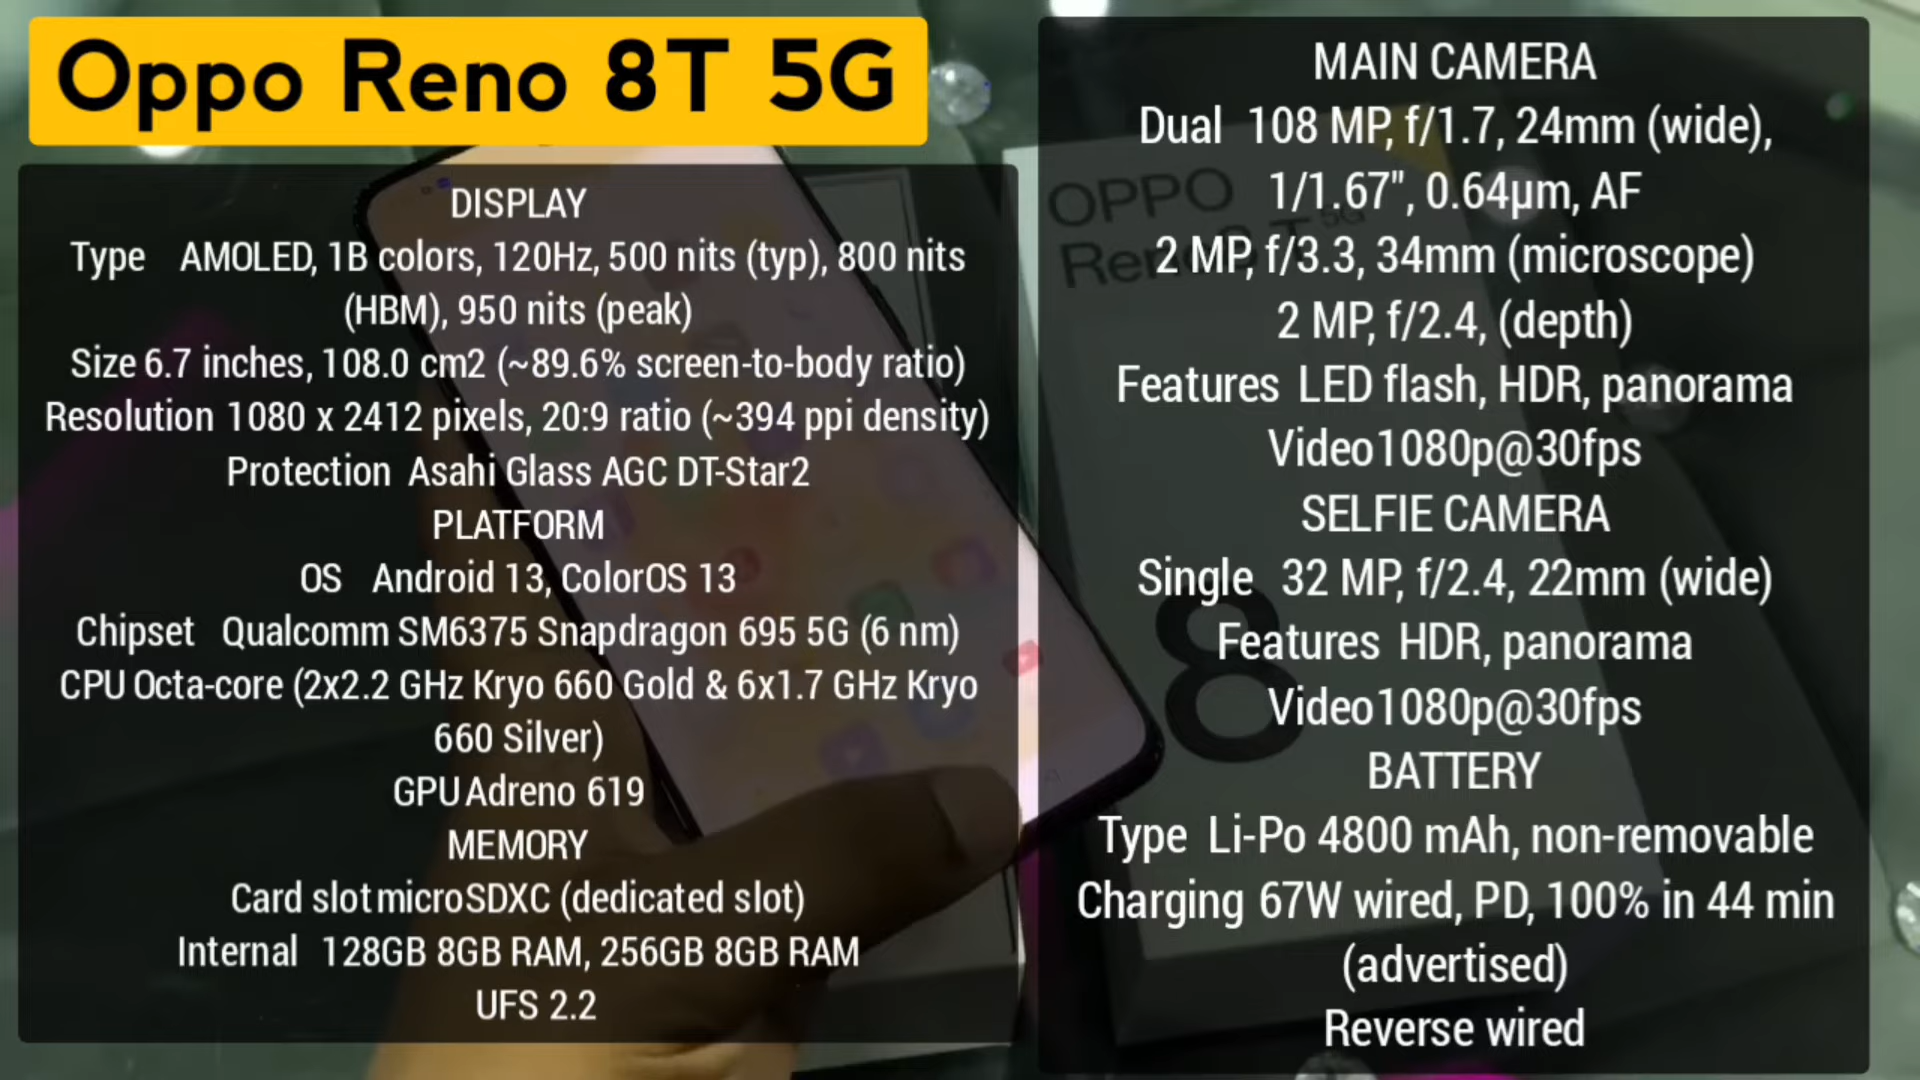 Oppo Reno 8T 5G
DISPLAY
Type AMOLED, 1B colors, 120Hz, 500 nits (typ), 800 nits
(HBM), 950 nits (peak)
Size 6.7 inches, 108.0 cm2 (~89.6% screen-to-body ratio)
Resolution 1080 x 2412 pixels, 20:9 ratio (~394 ppi density)
Protection Asahi Glass AGC DT-Star2
PLATFORM
OS Android 13, ColorOS 13
Chipset Qualcomm SM6375 Snapdragon 695 5G (6 nm)
CPU Octa-core (2x2.2 GHz Kryo 660 Gold & 6x1.7 GHz Kryo
660 Silver)
GPU Adreno 619
MEMORY
Card slot microSDXC (dedicated slot)
Internal 128GB 8GB RAM, 256GB 8GB RAM
UFS 2.2
MAIN CAMERA
Dual 108 MP, f/1.7, 24mm (wide),
1/1.67", 0.64µm, AF
2 MP, f/3.3, 34mm (microscope)
2 MP, f/2.4, (depth)
Features LED flash, HDR, panorama
Video1080p@30fps
SELFIE CAMERA
Single 32 MP, f/2.4, 22mm (wide)
Features HDR, panorama
Video1080p@30fps
BATTERY
Type Li-Po 4800 mAh, non-removable
Charging 67W wired, PD, 100% in 44 min
(advertised)
Reverse wired
OPPO
Reno8 T 5G
8